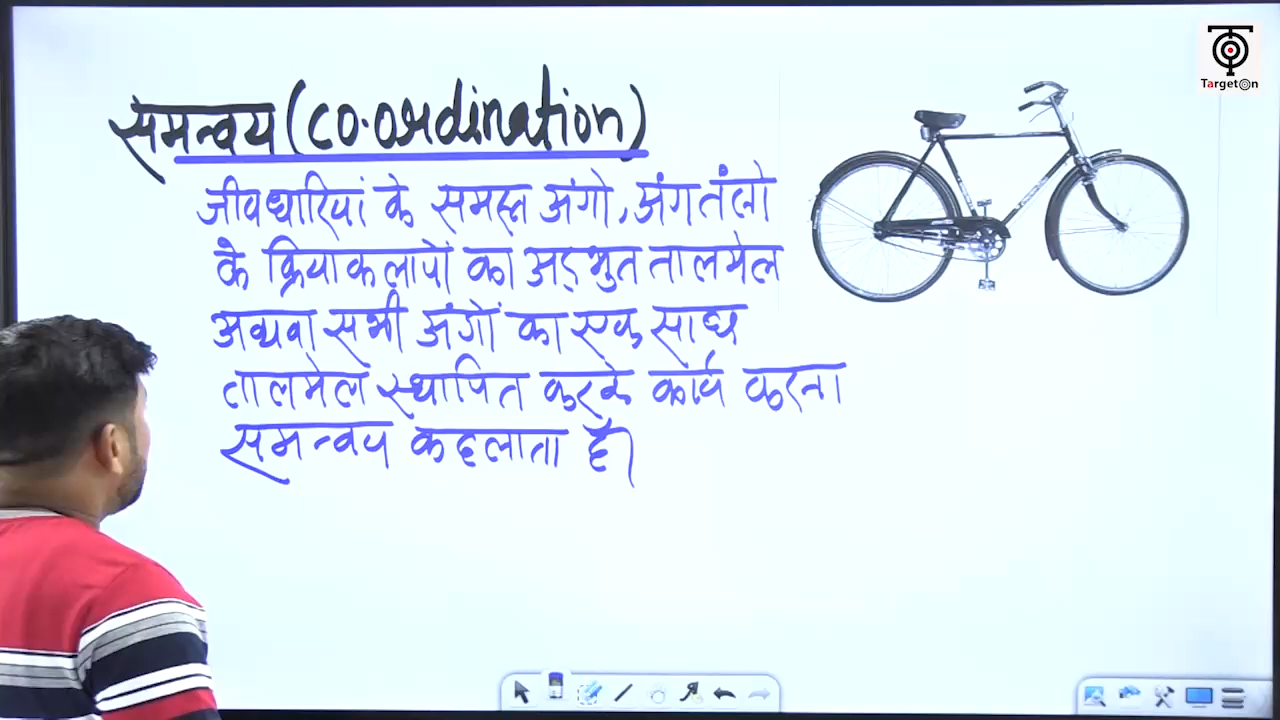 समन्वय (CO-Ordination)
जीवधारियों के समस्त अंगो, अंगतंत्रो
के क्रियाकलापों का अद्भुत तालमेल
अथवा सभी अंगों का एक साथ
तालमेल स्थापित करके कार्य करना
समन्वय कहलाता है।
TargetOn